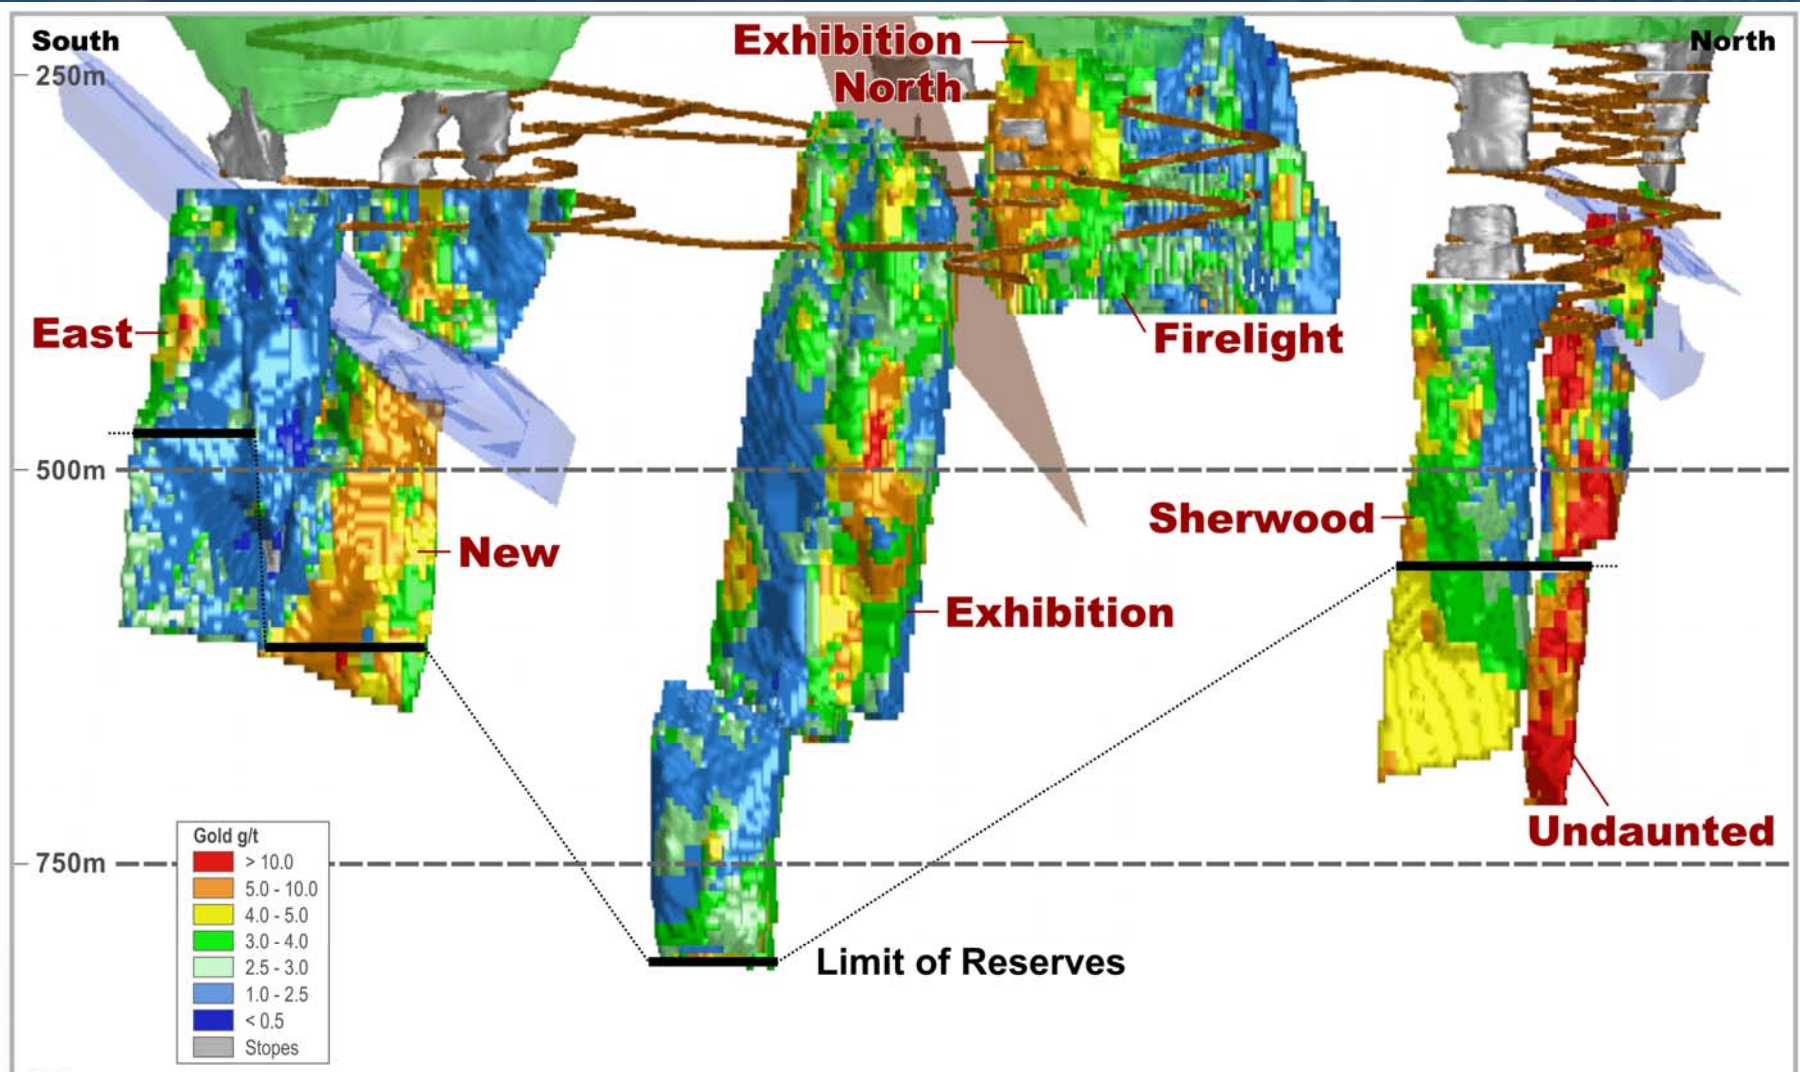 South
North
Exhibition
North
250m
East
Firelight
500m
Sherwood
New
Exhibition
Undaunted
Gold g/t
> 10.0
5.0 - 10.0
4.0 - 5.0
3.0 - 4.0
2.5 - 3.0
1.0 - 2.5
< 0.5
Stopes
750m
Limit of Reserves